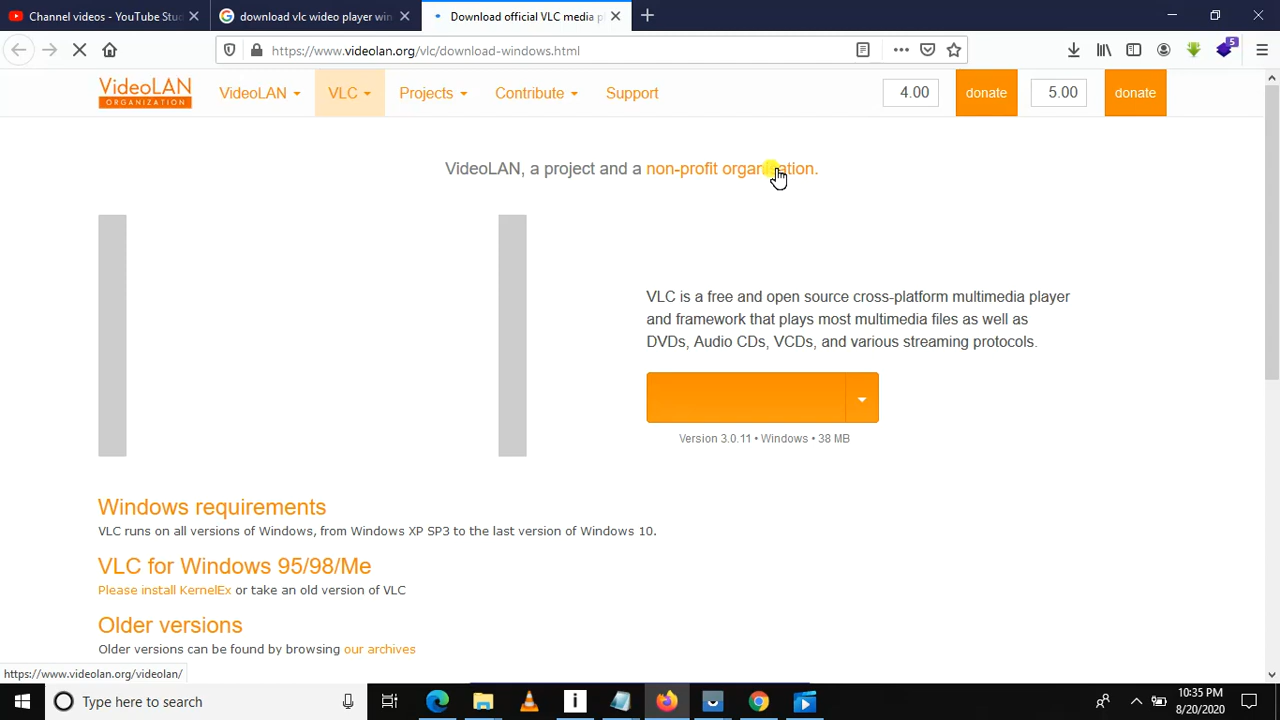 Channel videos - YouTube Stu
download vlc wideo player win
Download official VLC media p
https://www.videolan.org/vlc/download-windows.html
5
VideoLAN
ORGANIZATION
VideoLAN
VLC
Projects
Contribute
Support
4.00
donate
5.00
donate
VideoLAN, a project and a non-profit organization.
VLC is a free and open source cross-platform multimedia player
and framework that plays most multimedia files as well as
DVDs, Audio CDs, VCDs, and various streaming protocols.
Version 3.0.11 • Windows • 38 MB
Windows requirements
VLC runs on all versions of Windows, from Windows XP SP3 to the last version of Windows 10.
VLC for Windows 95/98/Me
Please install KernelEx or take an old version of VLC
Older versions
Older versions can be found by browsing our archives
https://www.videolan.org/videolan/
Type here to search
10:35 PM
8/20/2020